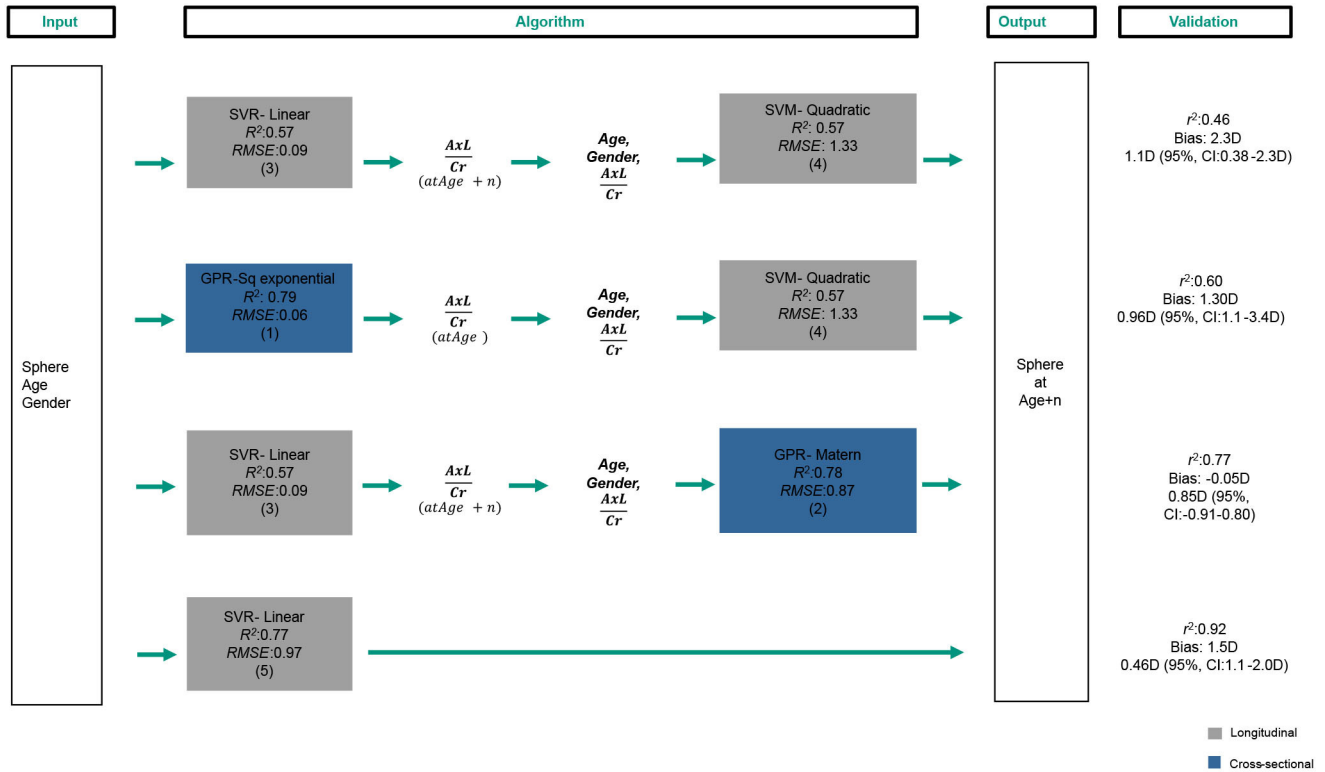 Input
Algorithm
Output
Validation
Sphere
Age
Gender
SVR- Linear
R²:0.57
RMSE:0.09
(3)
AxL
Cr
(atAge + n)
Age,
Gender,
AxL
Cr
SVM- Quadratic
R²: 0.57
RMSE: 1.33
(4)
r²:0.46
Bias: 2.3D
1.1D (95%, CI:0.38-2.3D)
GPR-Sq exponential
R²: 0.79
RMSE:0.06
(1)
AxL
Cr
(atAge )
Age,
Gender,
AxL
Cr
SVM- Quadratic
R²: 0.57
RMSE: 1.33
(4)
r²:0.60
Bias: 1.30D
0.96D (95%, CI:1.1-3.4D)
SVR- Linear
R²:0.57
RMSE:0.09
(3)
AxL
Cr
(atAge + n)
Age,
Gender,
AxL
Cr
GPR- Matern
R²:0.78
RMSE:0.87
(2)
r²:0.77
Bias: -0.05D
0.85D (95%,
CI:-0.91-0.80)
SVR- Linear
R²:0.77
RMSE:0.97
(5)
r²:0.92
Bias: 1.5D
0.46D (95%, CI:1.1-2.0D)
Sphere
at
Age+n
Longitudinal
Cross-sectional